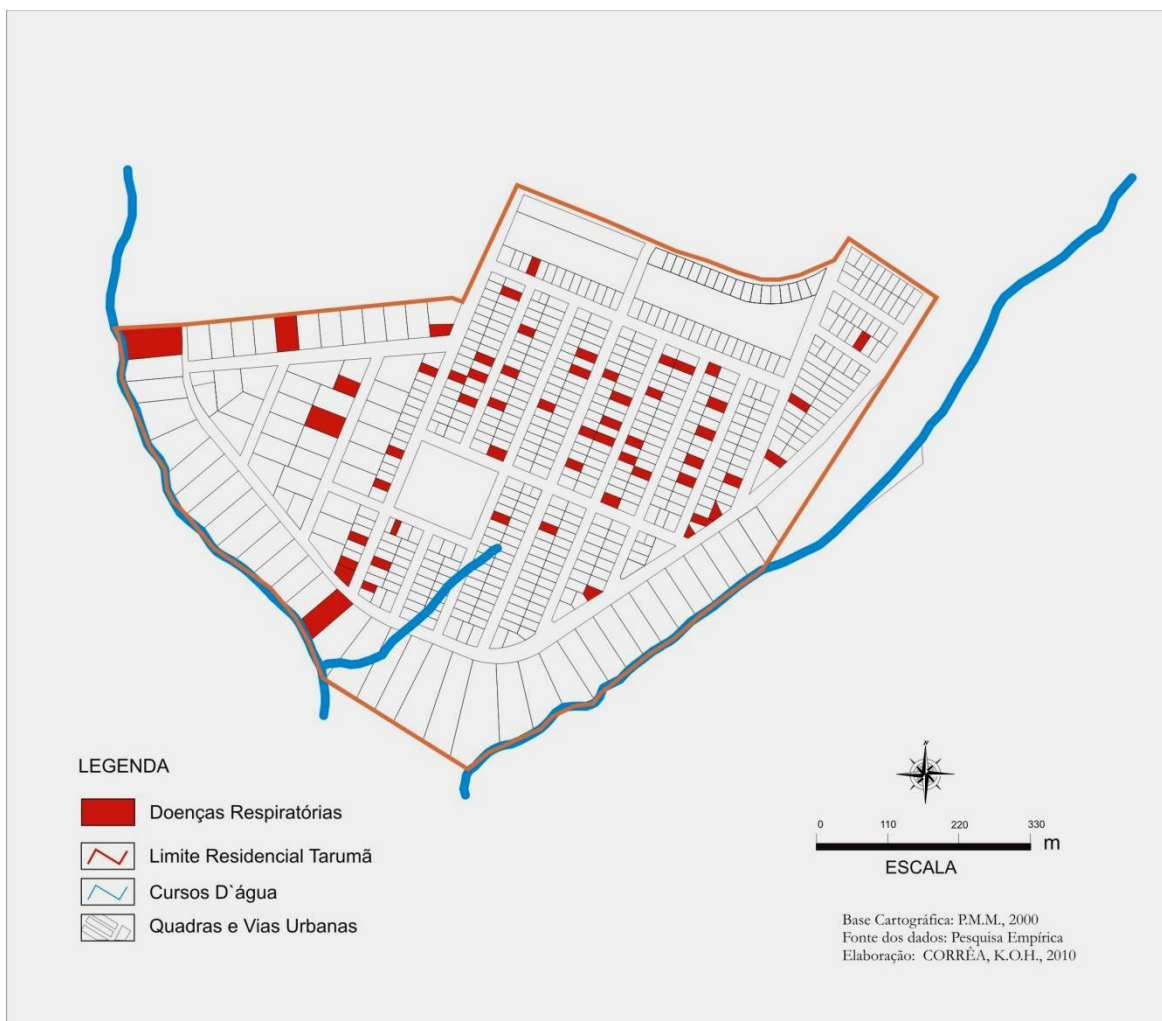 LEGENDA
Doenças Respiratórias
Limite Residencial Tarumã
Cursos D`água
Quadras e Vias Urbanas
N
0 110 220 330
m
ESCALA
Base Cartográfica: P.M.M., 2000
Fonte dos dados: Pesquisa Empírica
Elaboração: CORRÊA, K.O.H., 2010